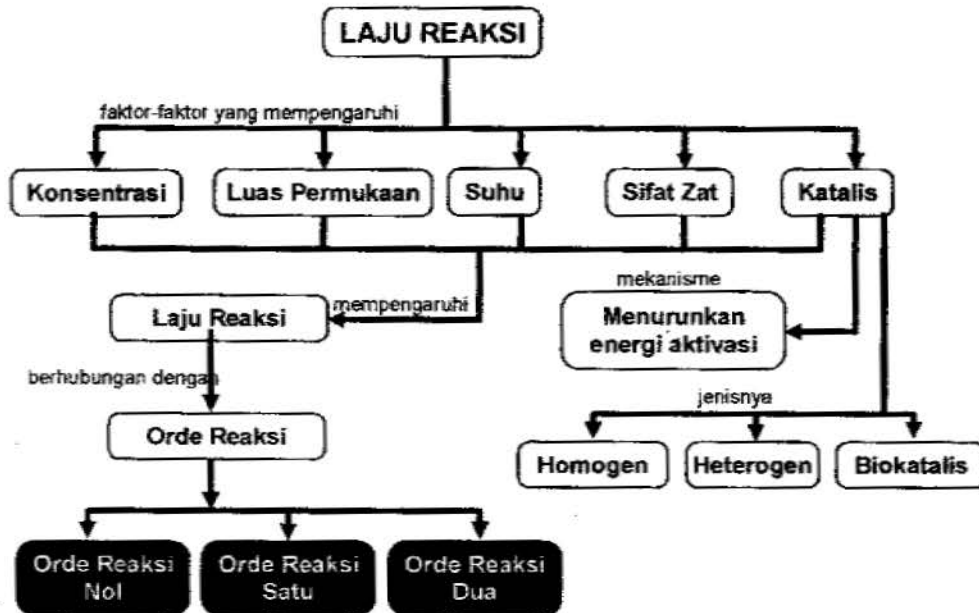 LAJU REAKSI
faktor-faktor yang mempengaruhi
Konsentrasi
Luas Permukaan
Suhu
Sifat Zat
Katalis
mekanisme
mempengaruhi
Laju Reaksi
Menurunkan
energi aktivasi
berhubungan dengan
jenisnya
Orde Reaksi
Homogen
Heterogen
Biokatalis
Orde Reaksi
Nol
Orde Reaksi
Satu
Orde Reaksi
Dua